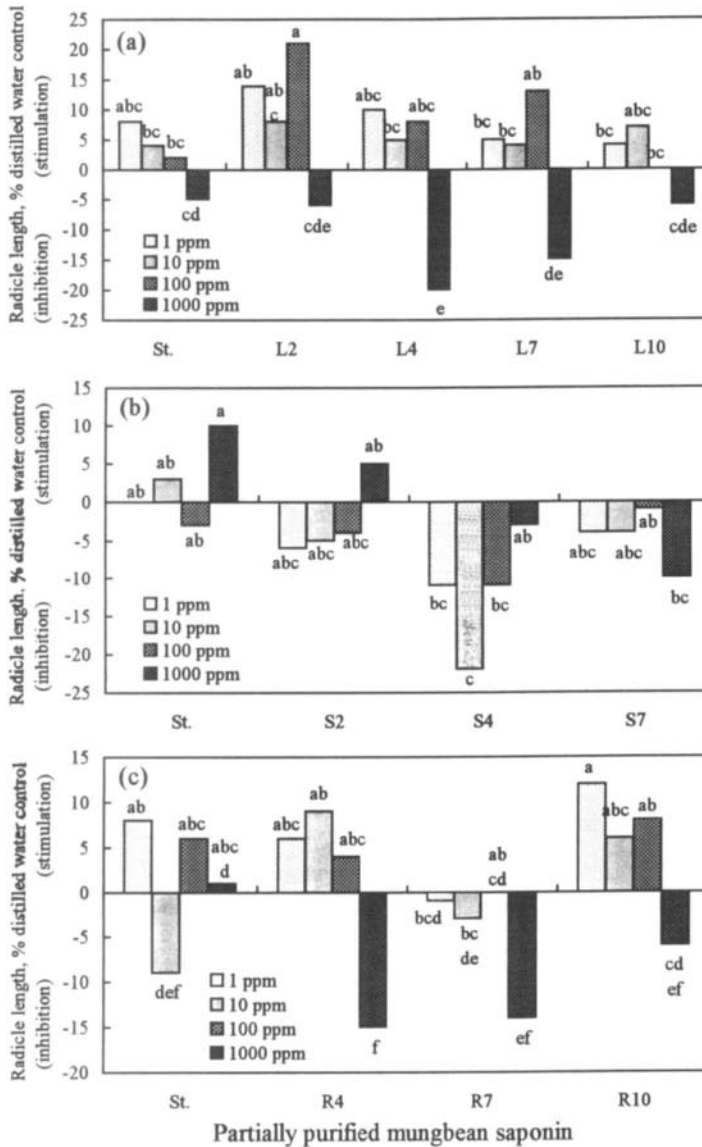 (a)
Radicle length, % distilled water control
(inhibition) (stimulation)
25
20
15
10
5
0
-5
-10
-15
-20
-25
abc bc bc cd
ab ab c a cde
abc bc abc e
bc bc ab de
bc abc bc cde
1 ppm
10 ppm
100 ppm
1000 ppm
St. L2 L4 L7 L10
(b)
Radicle length, % distilled water control
(inhibition) (stimulation)
15
10
5
0
-5
-10
-15
-20
-25
ab ab ab a
abc abc abc ab
bc c bc ab
abc abc ab bc
1 ppm
10 ppm
100 ppm
1000 ppm
St. S2 S4 S7
(c)
Radicle length, % distilled water control
(inhibition) (stimulation)
15
10
5
0
-5
-10
-15
-20
ab def abc abc d
abc ab abc f
bcd bc de ab cd ef
a abc ab cd ef
1 ppm
10 ppm
100 ppm
1000 ppm
St. R4 R7 R10
Partially purified mungbean saponin